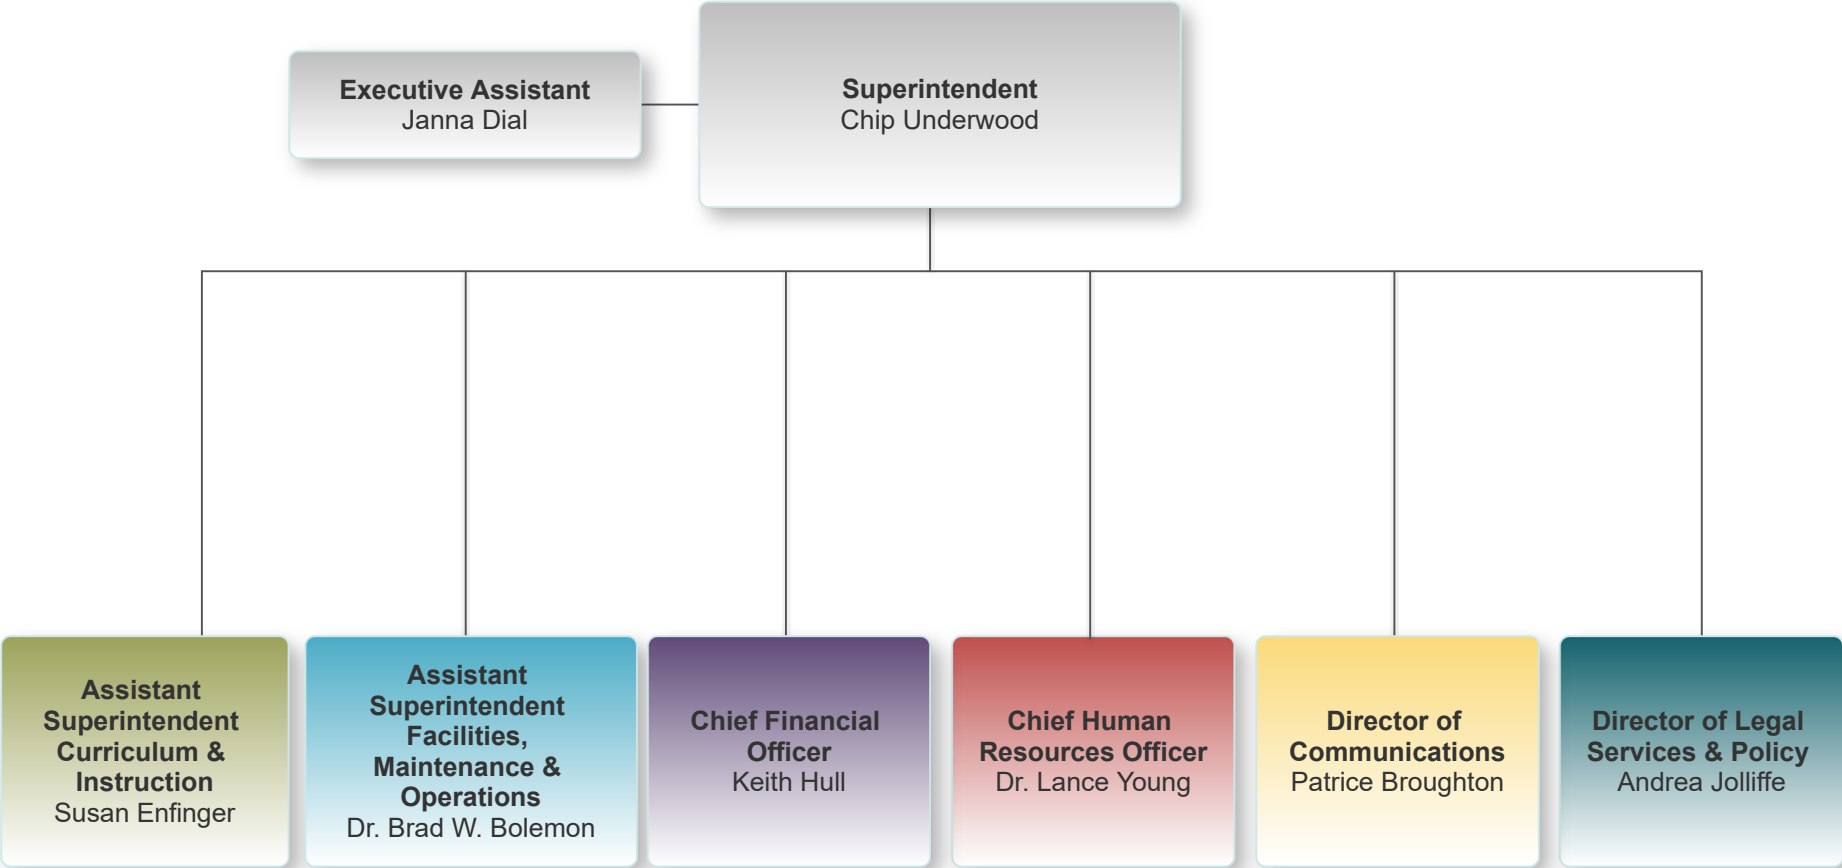 Executive Assistant
Janna Dial
Superintendent
Chip Underwood
Assistant
Superintendent
Curriculum &
Instruction
Susan Enfinger
Assistant
Superintendent
Facilities,
Maintenance &
Operations
Dr. Brad W. Bolemon
Chief Financial
Officer
Keith Hull
Chief Human
Resources Officer
Dr. Lance Young
Director of
Communications
Patrice Broughton
Director of Legal
Services & Policy
Andrea Jolliffe